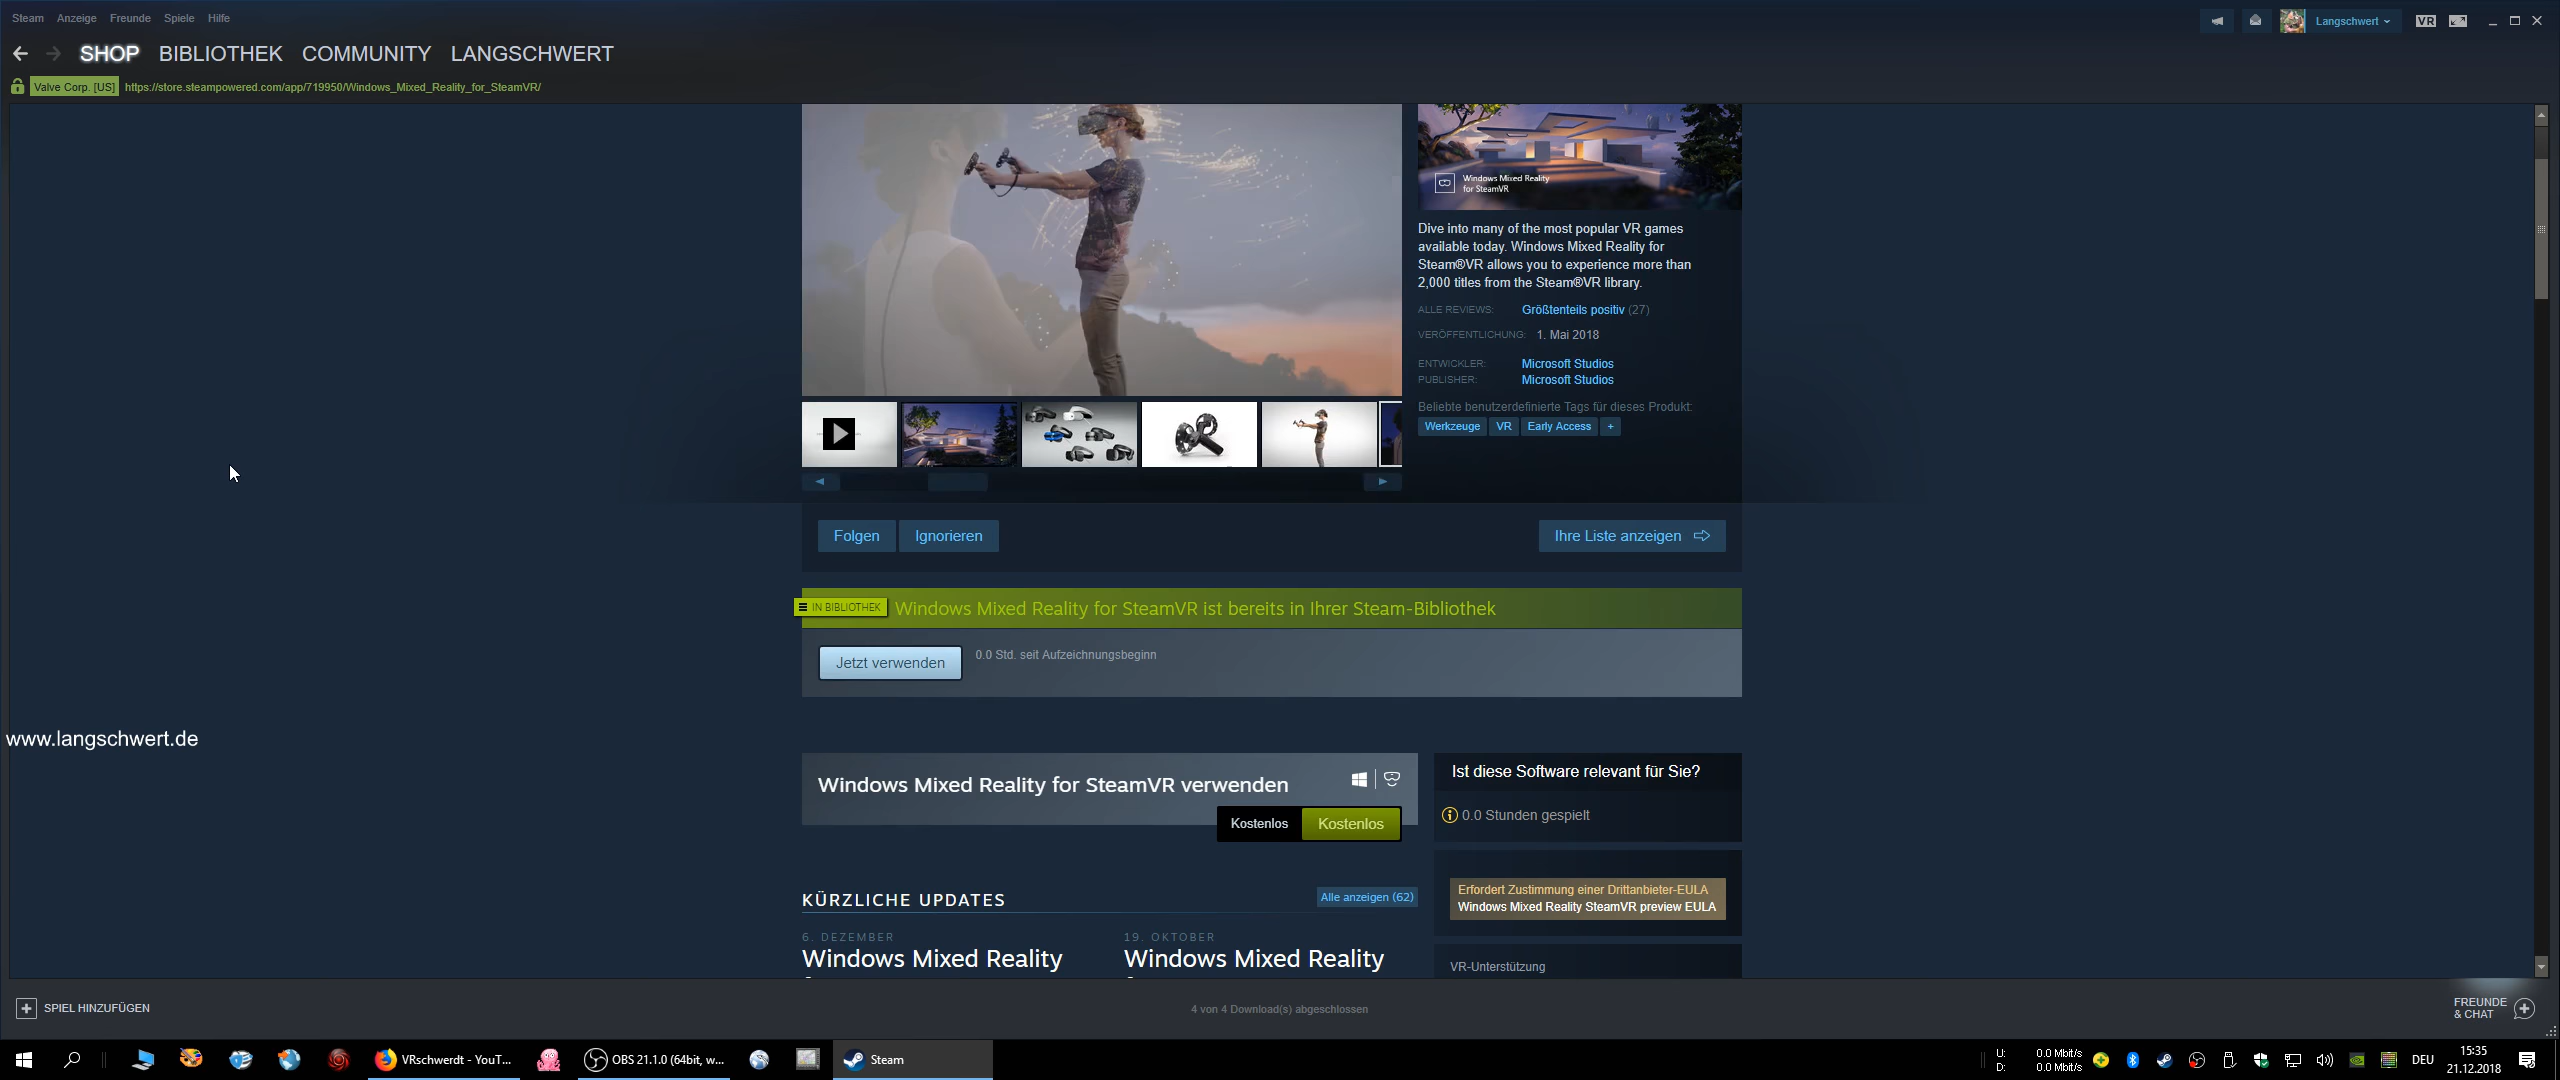 Steam Anzeige Freunde Spiele Hilfe
Langschwert
VR
SHOP BIBLIOTHEK COMMUNITY LANGSCHWERT
Valve Corp. [US] https://store.steampowered.com/app/719950/Windows_Mixed_Reality_for_SteamVR/
Windows Mixed Reality
for SteamVR
Dive into many of the most popular VR games
available today. Windows Mixed Reality for
Steam®VR allows you to experience more than
2,000 titles from the Steam®VR library.
ALLE REVIEWS: Größtenteils positiv (27)
VERÖFFENTLICHUNG: 1. Mai 2018
ENTWICKLER: Microsoft Studios
PUBLISHER: Microsoft Studios
Beliebte benutzerdefinierte Tags für dieses Produkt:
Werkzeuge VR Early Access +
Folgen Ignorieren Ihre Liste anzeigen
IN BIBLIOTHEK Windows Mixed Reality for SteamVR ist bereits in Ihrer Steam-Bibliothek
Jetzt verwenden 0.0 Std. seit Aufzeichnungsbeginn
www.langschwert.de
Windows Mixed Reality for SteamVR verwenden
Kostenlos Kostenlos
Ist diese Software relevant für Sie?
0.0 Stunden gespielt
Erfordert Zustimmung einer Drittanbieter-EULA
Windows Mixed Reality SteamVR preview EULA
VR-Unterstützung
KÜRZLICHE UPDATES Alle anzeigen (62)
6. DEZEMBER 19. OKTOBER
Windows Mixed Reality Windows Mixed Reality
SPIEL HINZUFÜGEN 4 von 4 Download(s) abgeschlossen FREUNDE
& CHAT
VRschwerdt - YouT... OBS 21.1.0 (64bit, w... Steam
U: 0.0 Mbit/s
D: 0.0 Mbit/s
DEU
15:35
21.12.2018